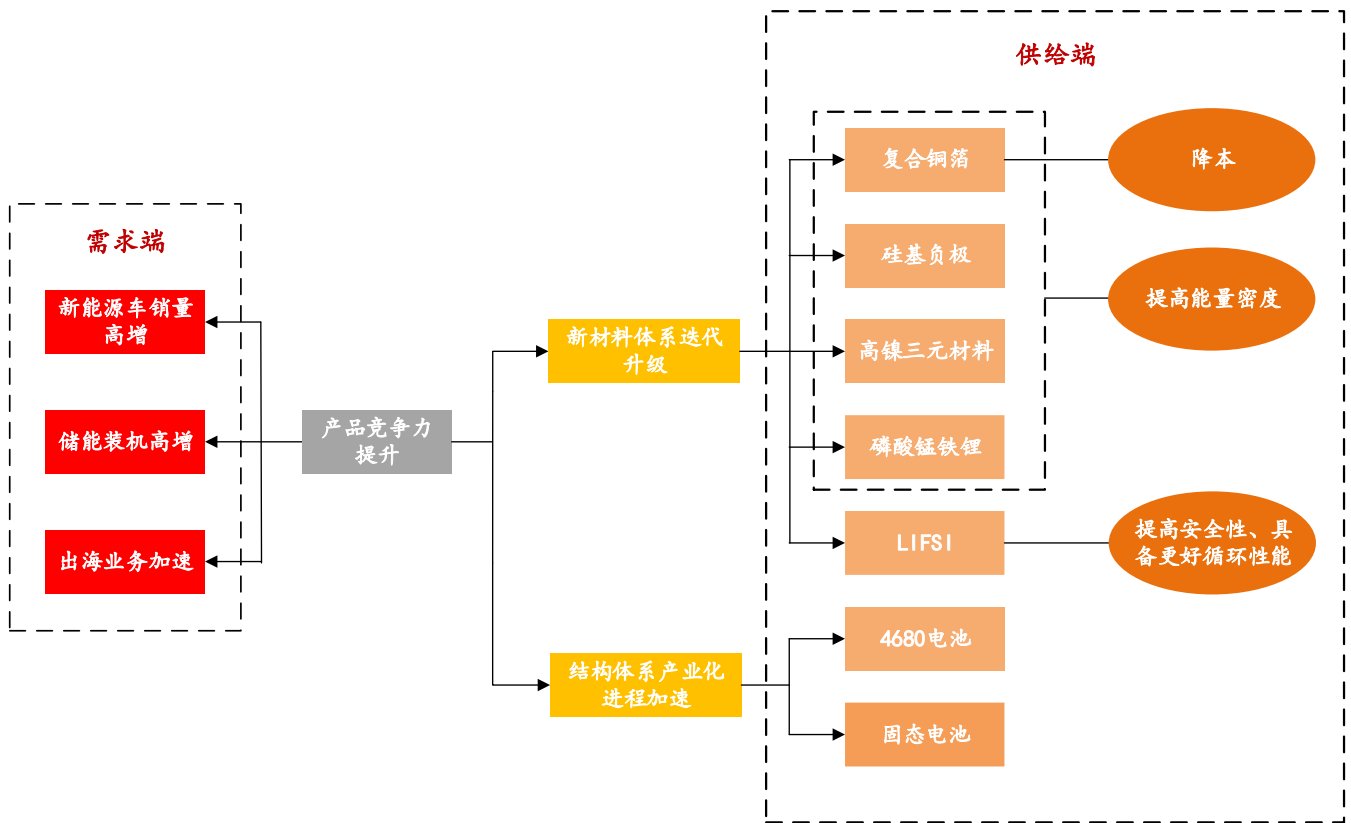 需求端
新能源车销量
高增
储能装机高增
出海业务加速
产品竞争力
提升
新材料体系迭代
升级
结构体系产业化
进程加速
供给端
复合铜箔
硅基负极
高镍三元材料
磷酸锰铁锂
LIFSI
4680电池
固态电池
降本
提高能量密度
提高安全性、具
备更好循环性能